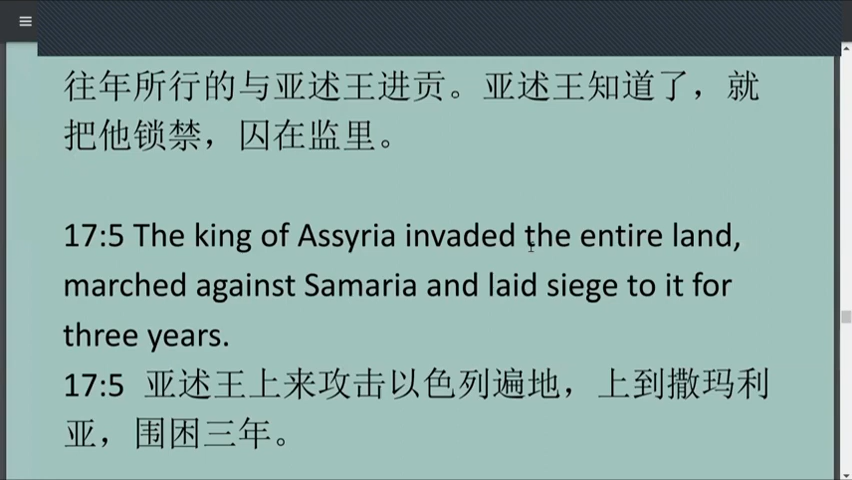 往年所行的与亚述王进贡。亚述王知道了，就
把他锁禁，囚在监里。
17:5 The king of Assyria invaded the entire land,
marched against Samaria and laid siege to it for
three years.
17:5 亚述王上来攻击以色列遍地，上到撒玛利
亚，围困三年。